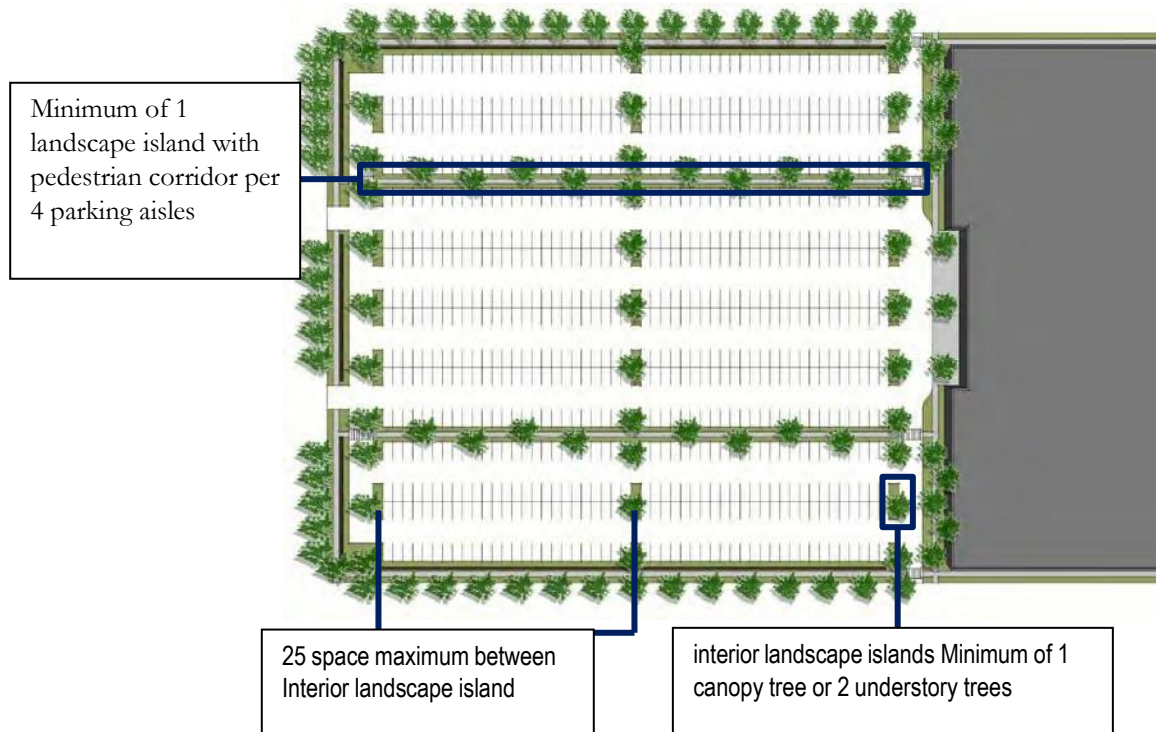 Minimum of 1
landscape island with
pedestrian corridor per
4 parking aisles
25 space maximum between
Interior landscape island
interior landscape islands Minimum of 1
canopy tree or 2 understory trees